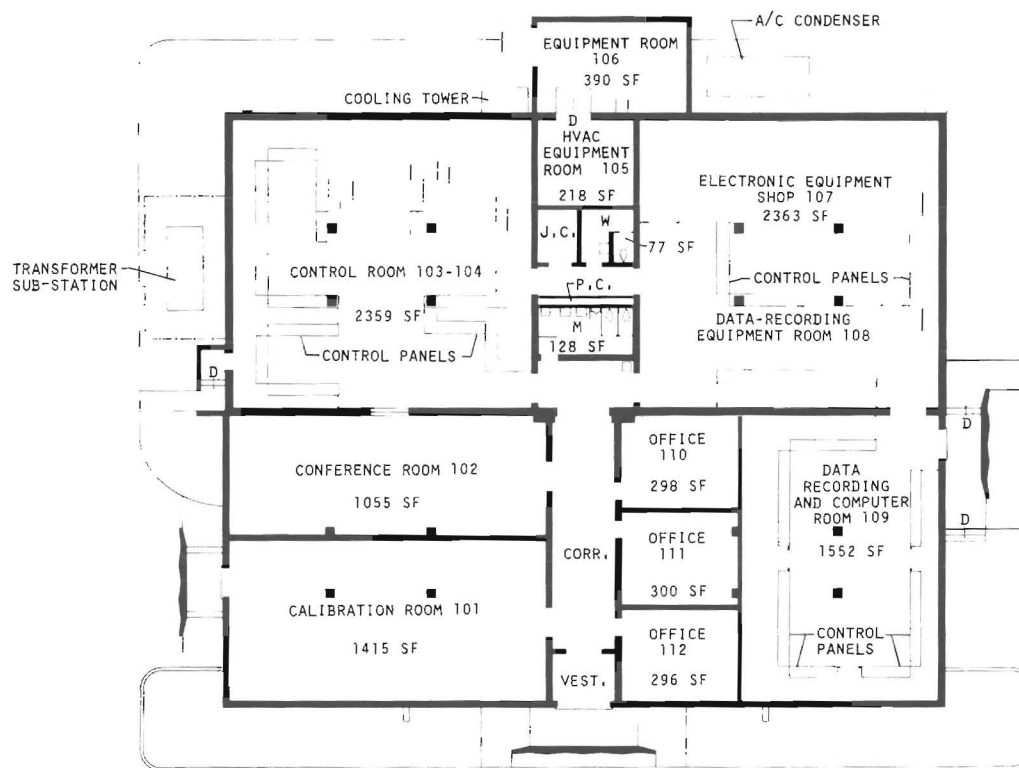 A/C CONDENSER
EQUIPMENT ROOM
106
390 SF
COOLING TOWER
D
HVAC
EQUIPMENT
ROOM 105
218 SF
ELECTRONIC EQUIPMENT
SHOP 107
2363 SF
J.C.
W
77 SF
TRANSFORMER
SUB-STATION
CONTROL ROOM 103-104
2359 SF
CONTROL PANELS
P.C.
M
128 SF
CONTROL PANELS
DATA-RECORDING
EQUIPMENT ROOM 108
D
D
CONFERENCE ROOM 102
1055 SF
OFFICE
110
298 SF
DATA
RECORDING
AND COMPUTER
ROOM 109
1552 SF
D
CORR.
OFFICE
111
300 SF
CALIBRATION ROOM 101
1415 SF
OFFICE
112
296 SF
CONTROL
PANELS
VEST.